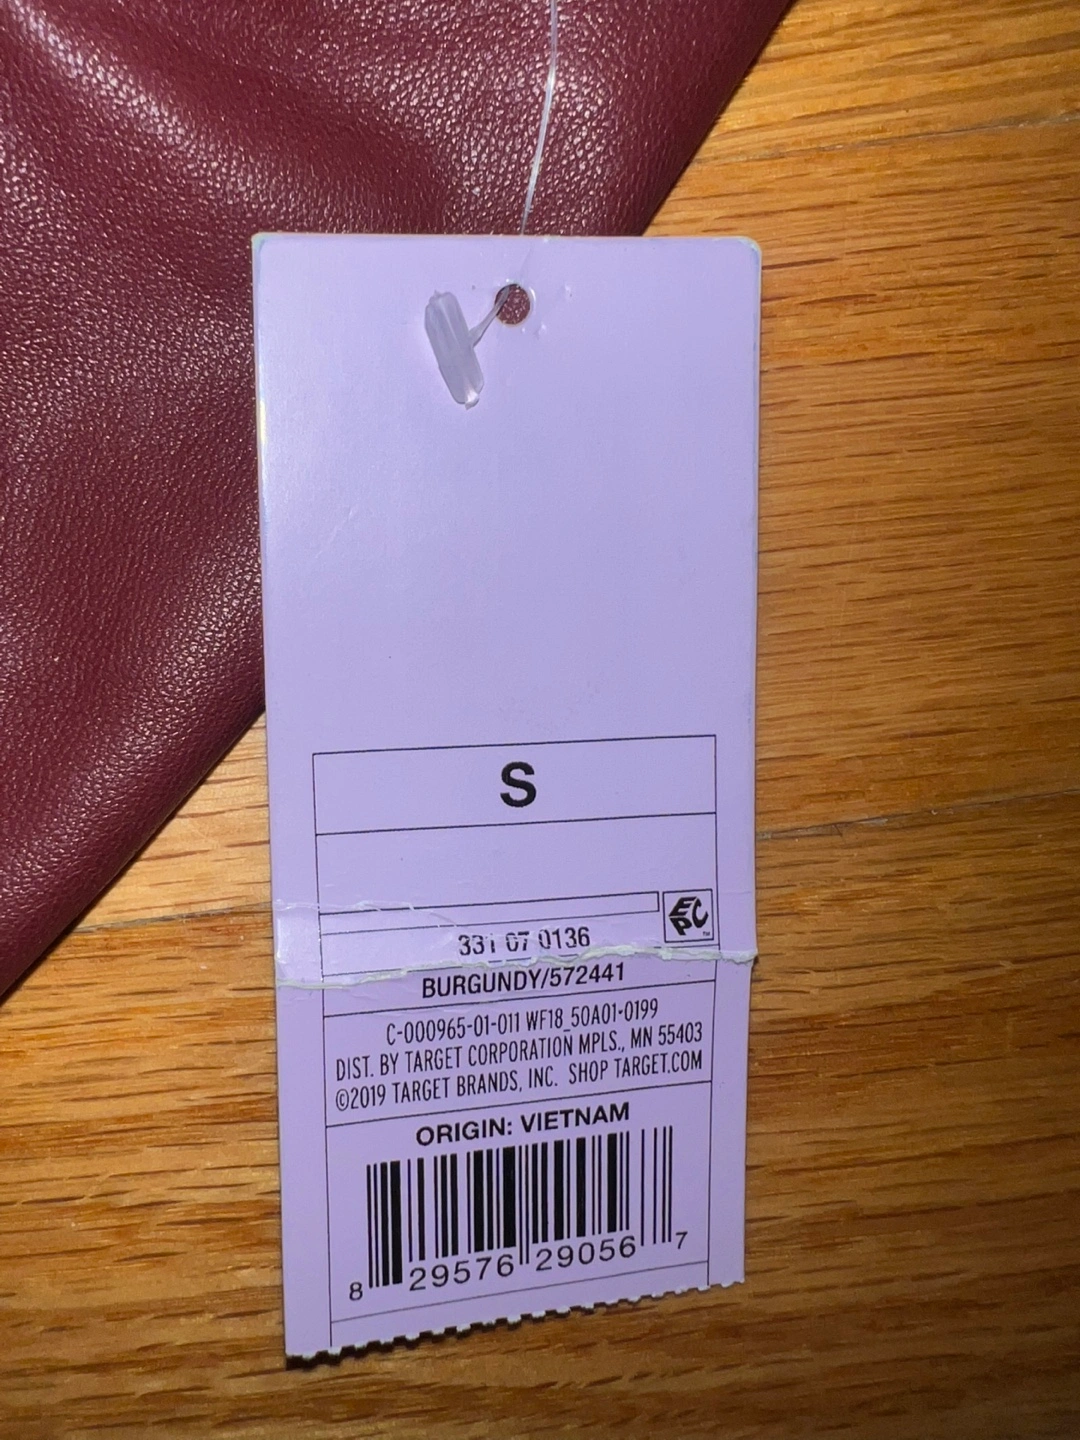 S
EPC™
331 07 0136
BURGUNDY/572441
C-000965-01-011 WF18_50A01-0199
DIST. BY TARGET CORPORATION MPLS., MN 55403
©2019 TARGET BRANDS, INC. SHOP TARGET.COM
ORIGIN: VIETNAM
8 29576 29056 7